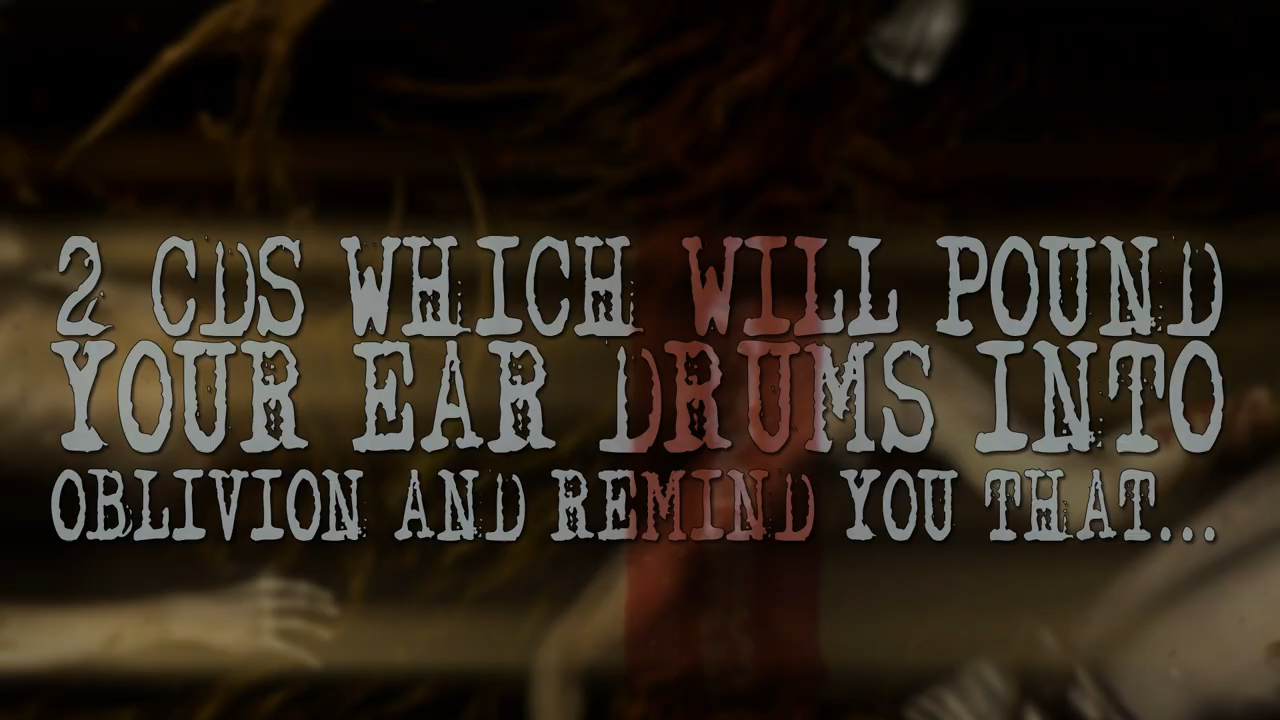 2 CDS WHICH WILL POUND
YOUR EAR DRUMS INTO
OBLIVION AND REMIND YOU THAT...